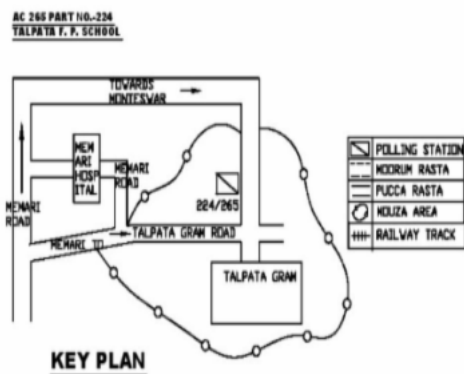 AC 265 PART NO.-224
TALPATA F. P. SCHOOL
TOWARDS
MONTESWAR
MEM
ARI
HOSP
ITAL
MEMARI
ROAD
MEMARI
ROAD
224/265
MEMARI TO
TALPATA GRAM ROAD
TALPATA GRAM
POLLING STATION
MOORUM RASTA
PUCCA RASTA
MOUZA AREA
RAILWAY TRACK
KEY PLAN